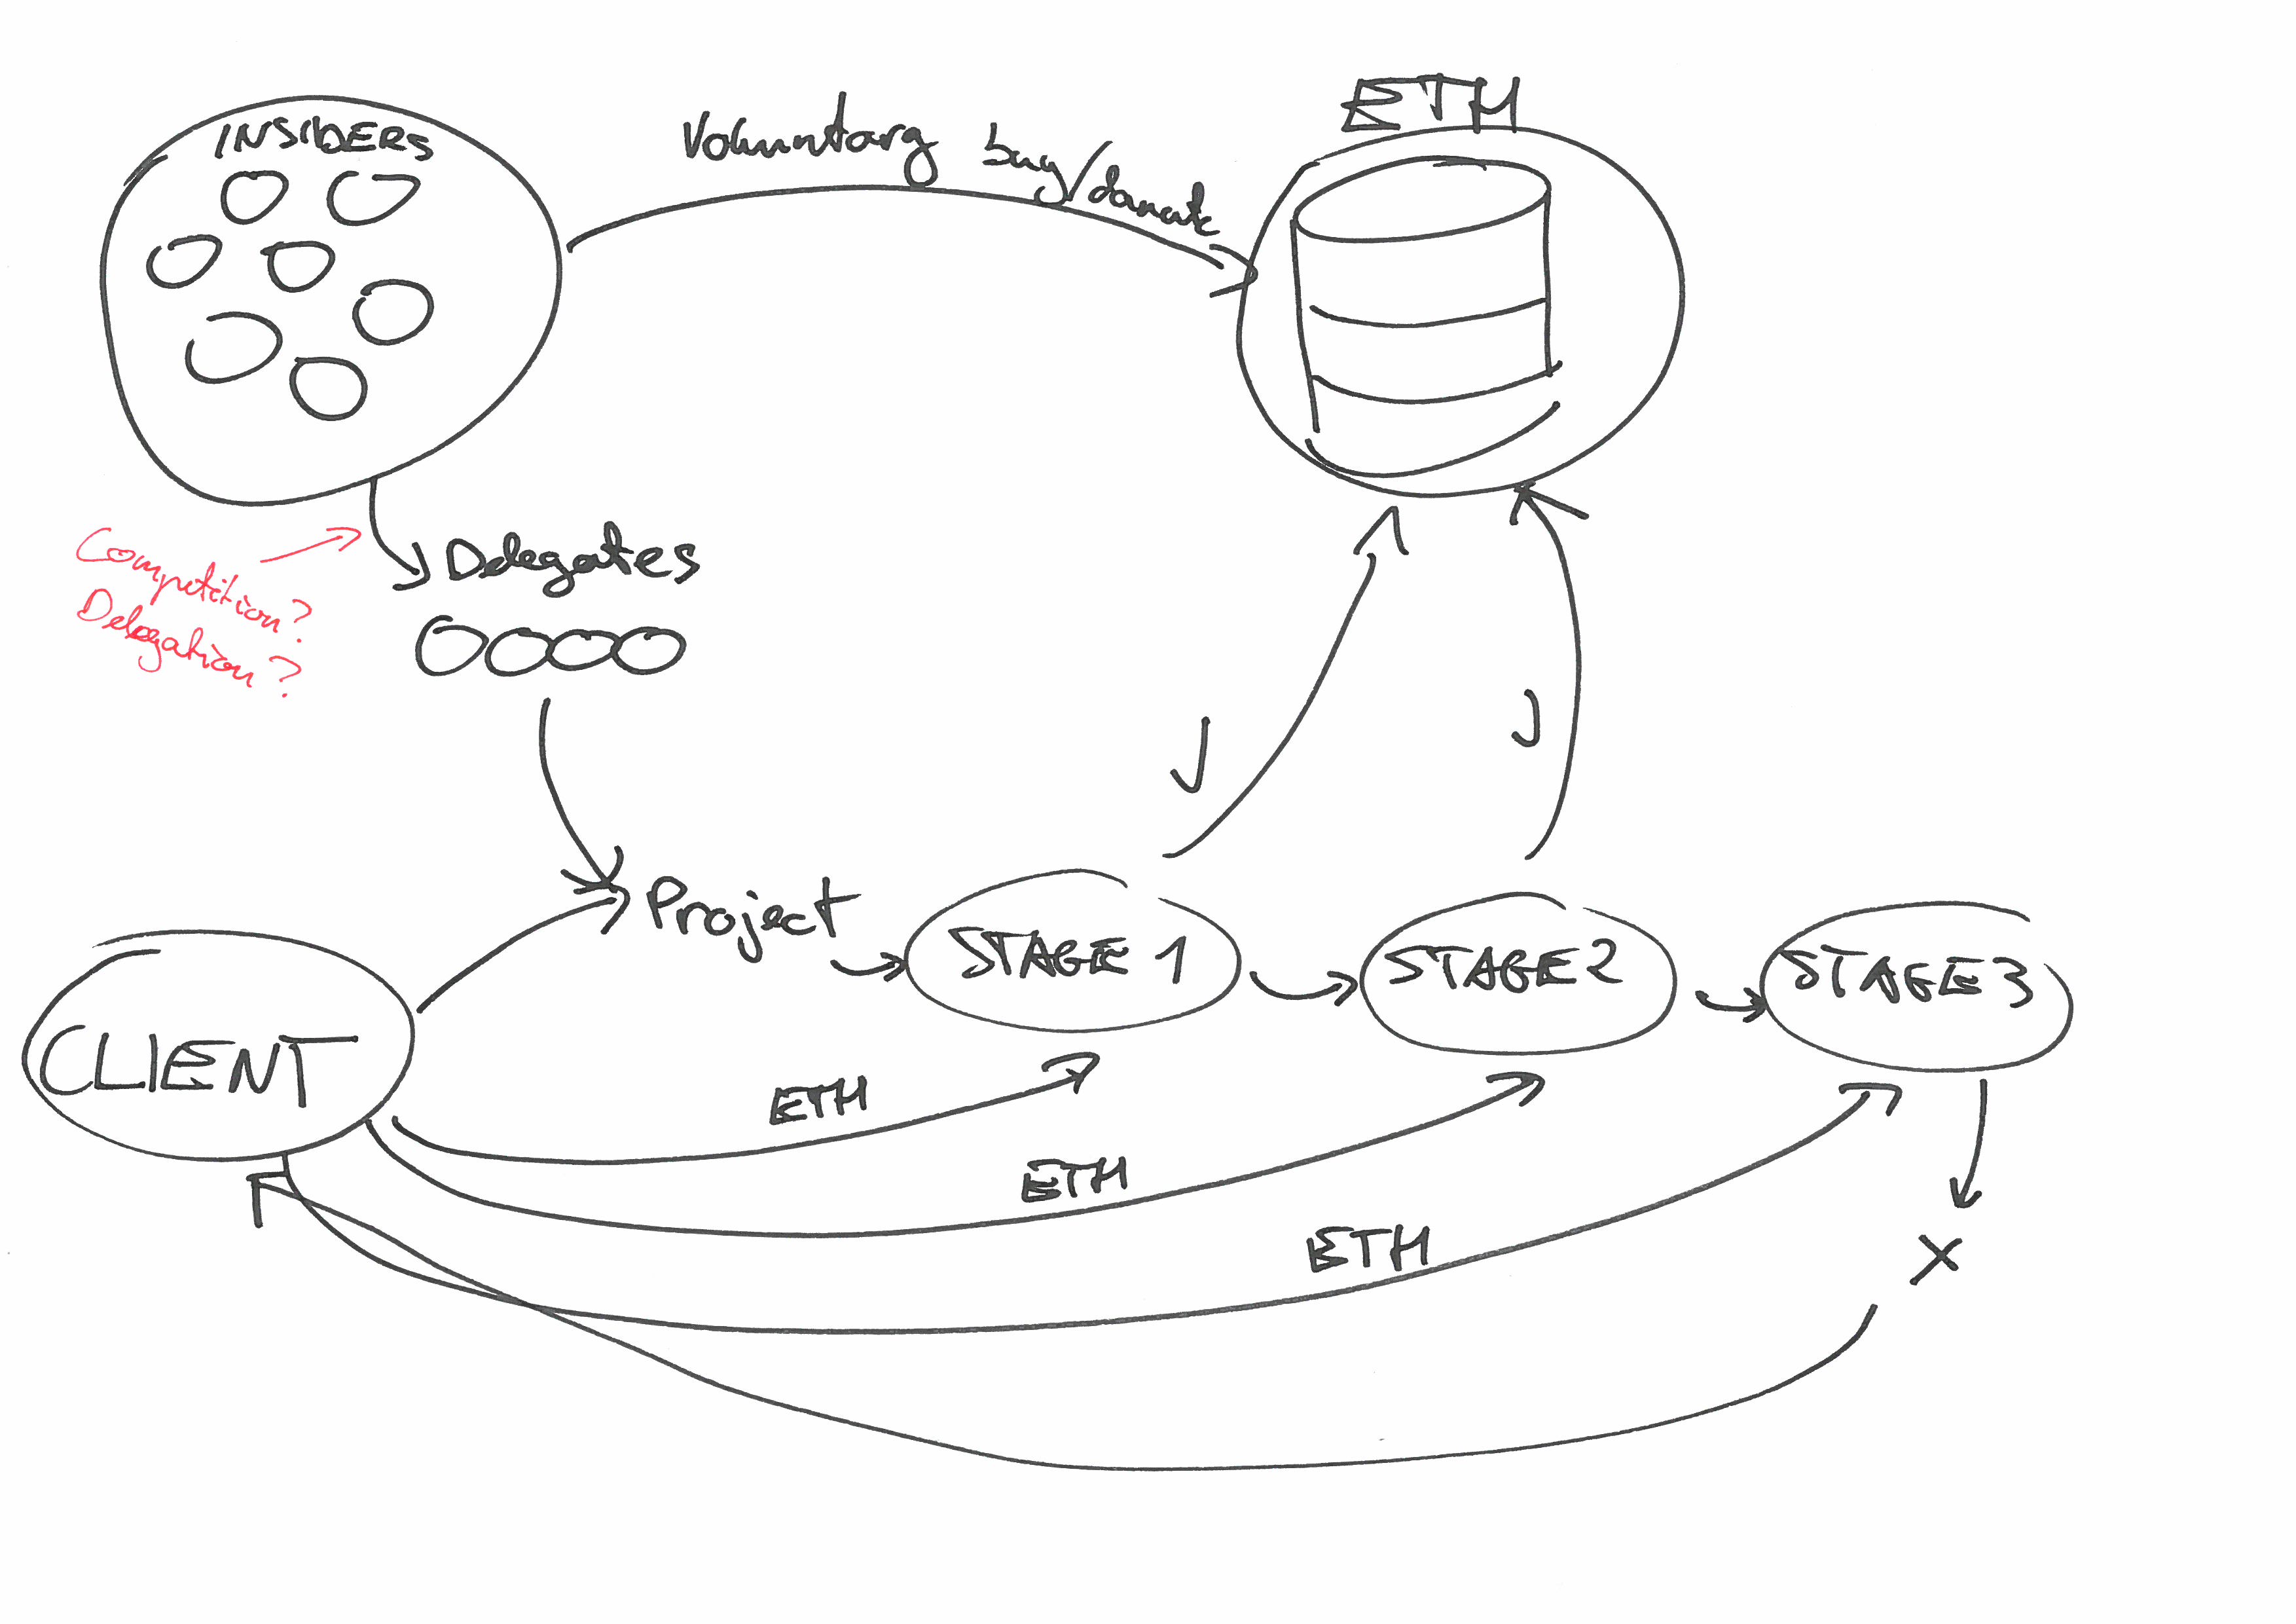 INSIDERS
Voluntary buy/donate
ETH
Competition?
Delegation?
Delegates
Project
STAGE 1
STAGE 2
STAGE 3
CLIENT
ETH
ETH
ETH
X